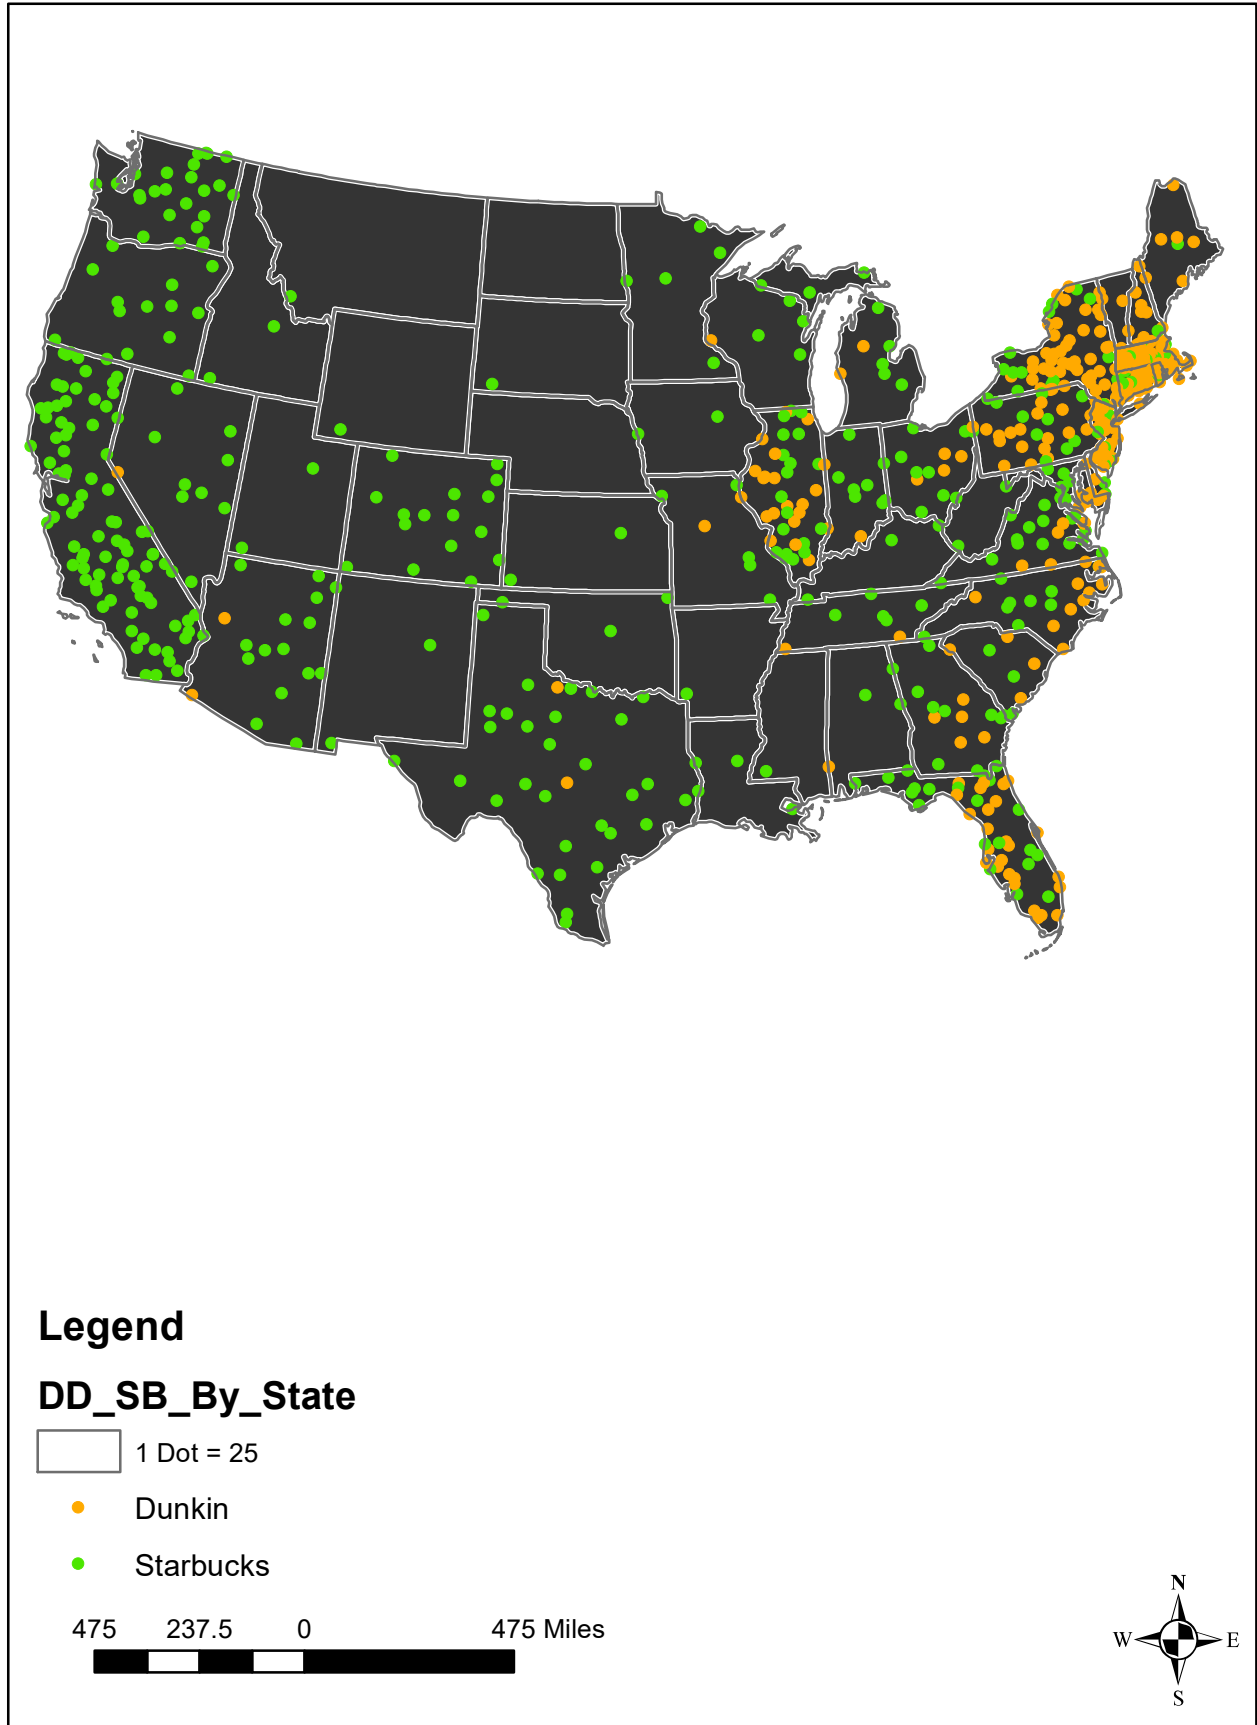 Legend
DD_SB_By_State
1 Dot = 25
Dunkin
Starbucks
475 237.5 0 475 Miles
N
W E
S